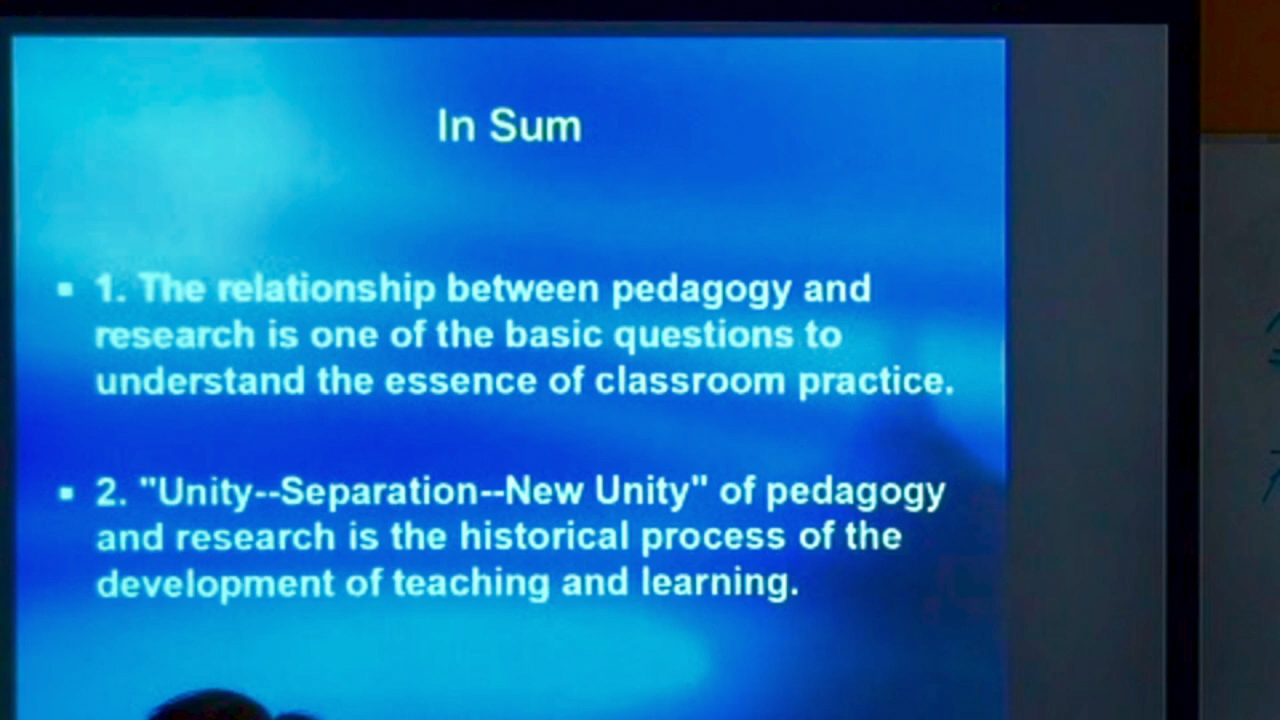 In Sum
▪ 1. The relationship between pedagogy and
research is one of the basic questions to
understand the essence of classroom practice.
▪ 2. "Unity--Separation--New Unity" of pedagogy
and research is the historical process of the
development of teaching and learning.